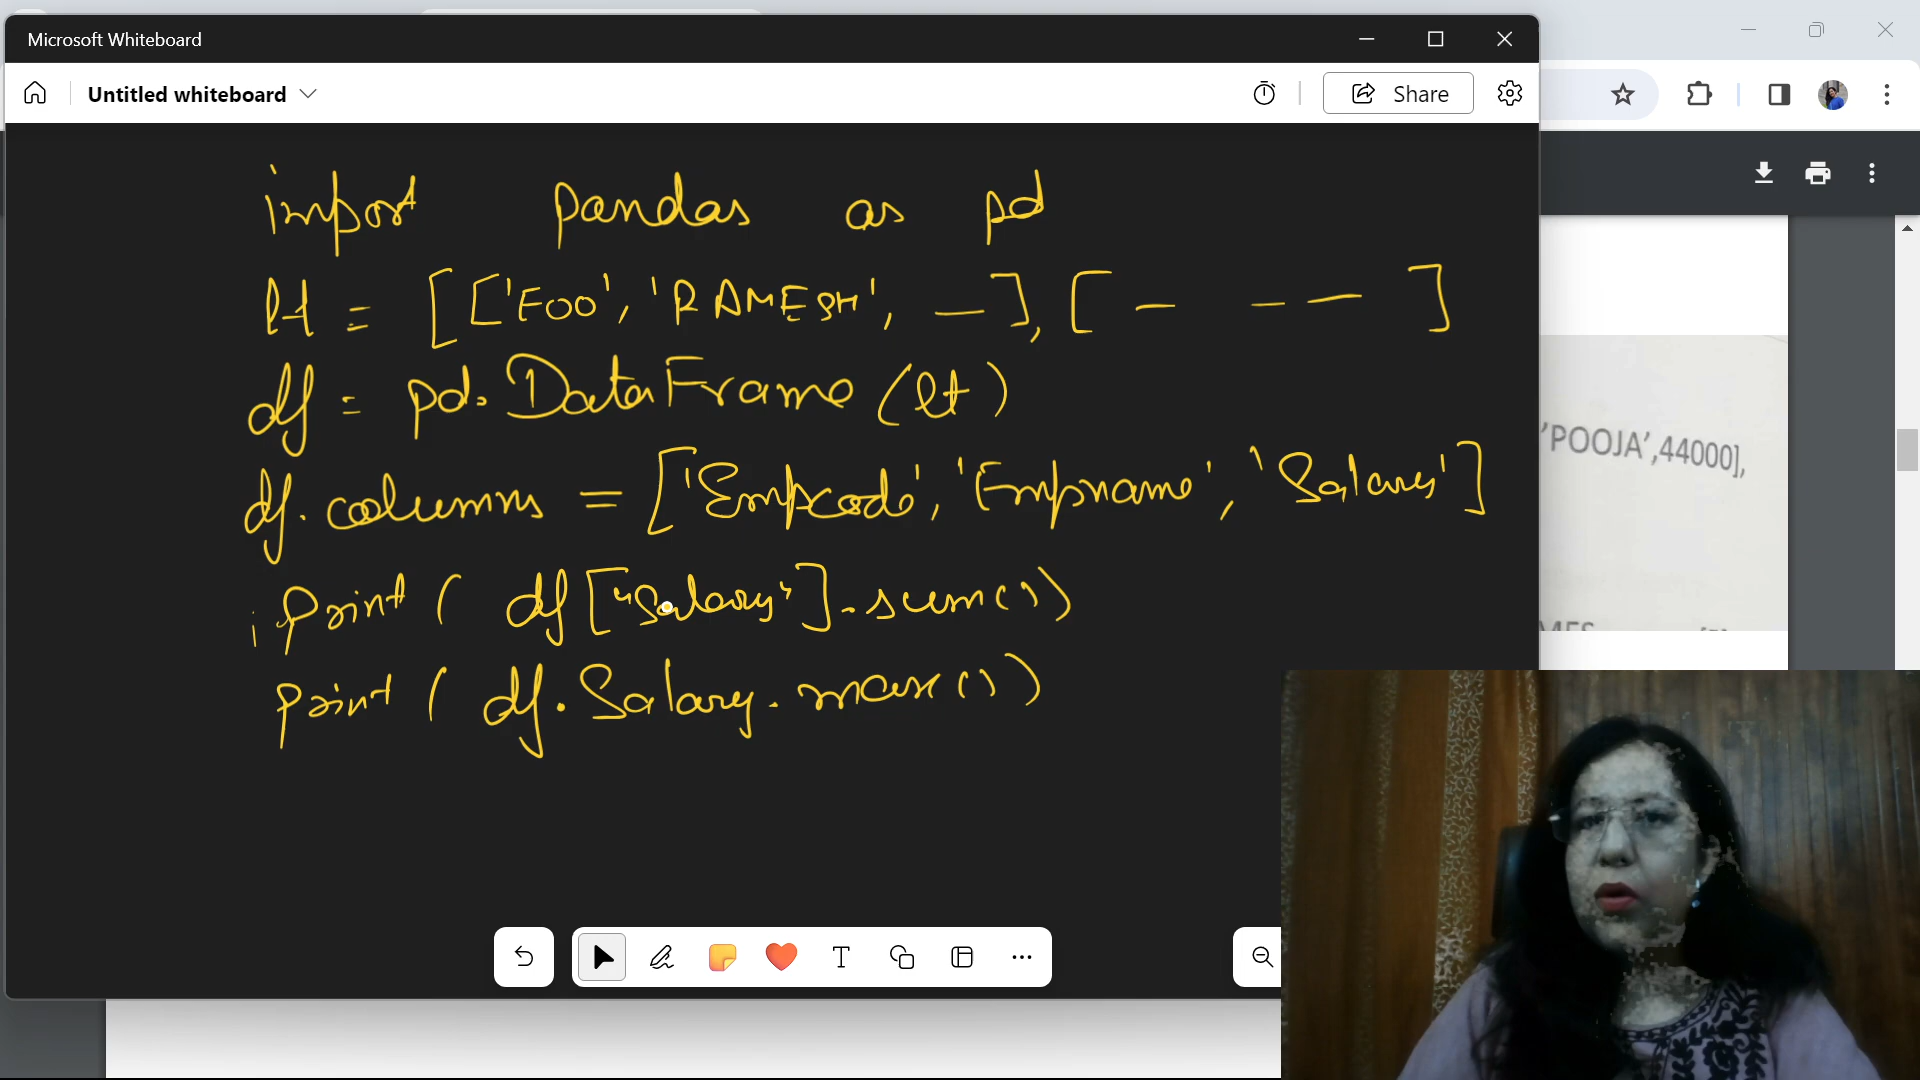 Microsoft Whiteboard
Untitled whiteboard
Share
import pandas as pd
lt = [['F00', 'RAMESH', —], [— — —]
df = pd.DataFrame(lt)
df.columns = ['Empcode', 'Empname', 'Salary']
Print ( df["Salary"].sum())
print ( df.Salary.max())
'POOJA',44000],